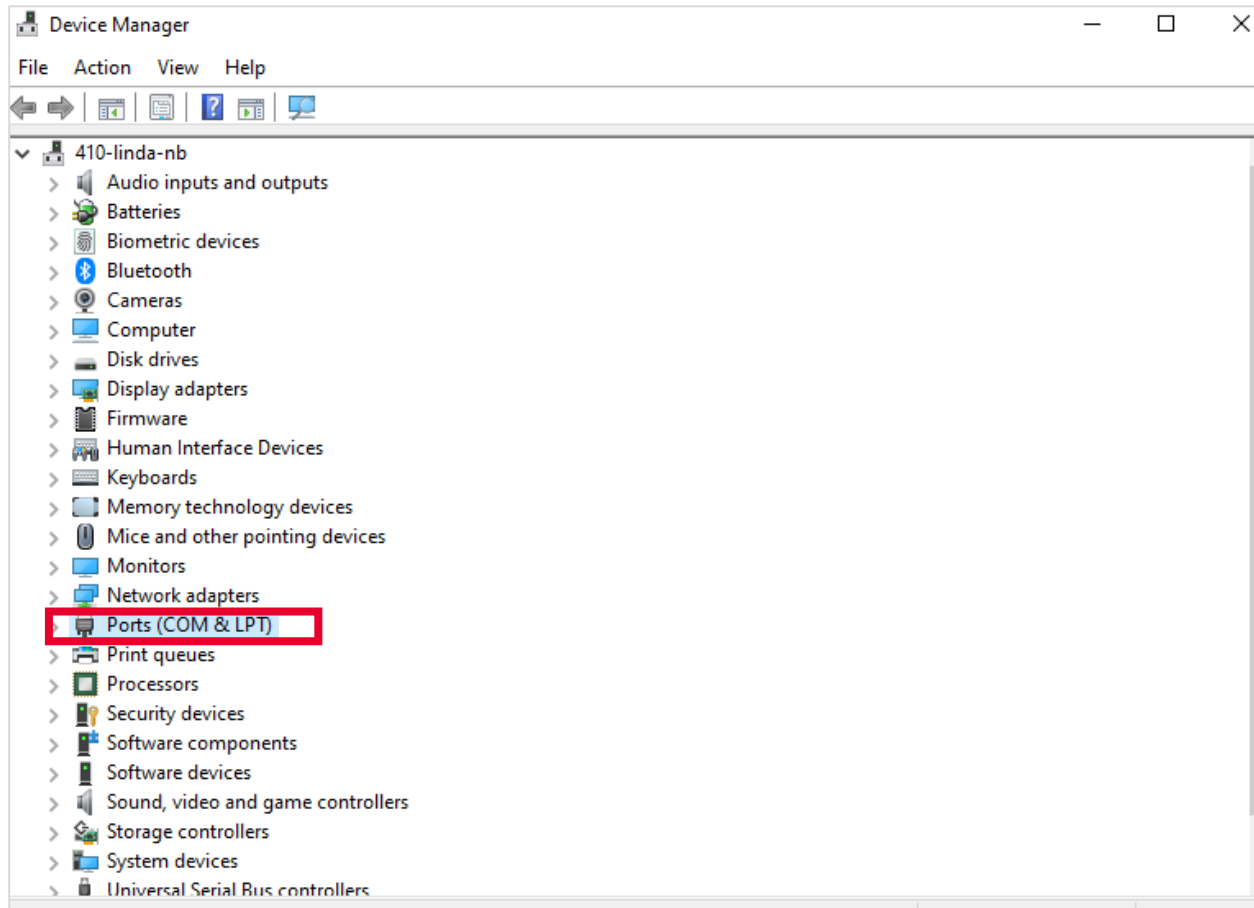 Device Manager
File Action View Help
410-linda-nb
Audio inputs and outputs
Batteries
Biometric devices
Bluetooth
Cameras
Computer
Disk drives
Display adapters
Firmware
Human Interface Devices
Keyboards
Memory technology devices
Mice and other pointing devices
Monitors
Network adapters
Ports (COM & LPT)
Print queues
Processors
Security devices
Software components
Software devices
Sound, video and game controllers
Storage controllers
System devices
Universal Serial Bus controllers